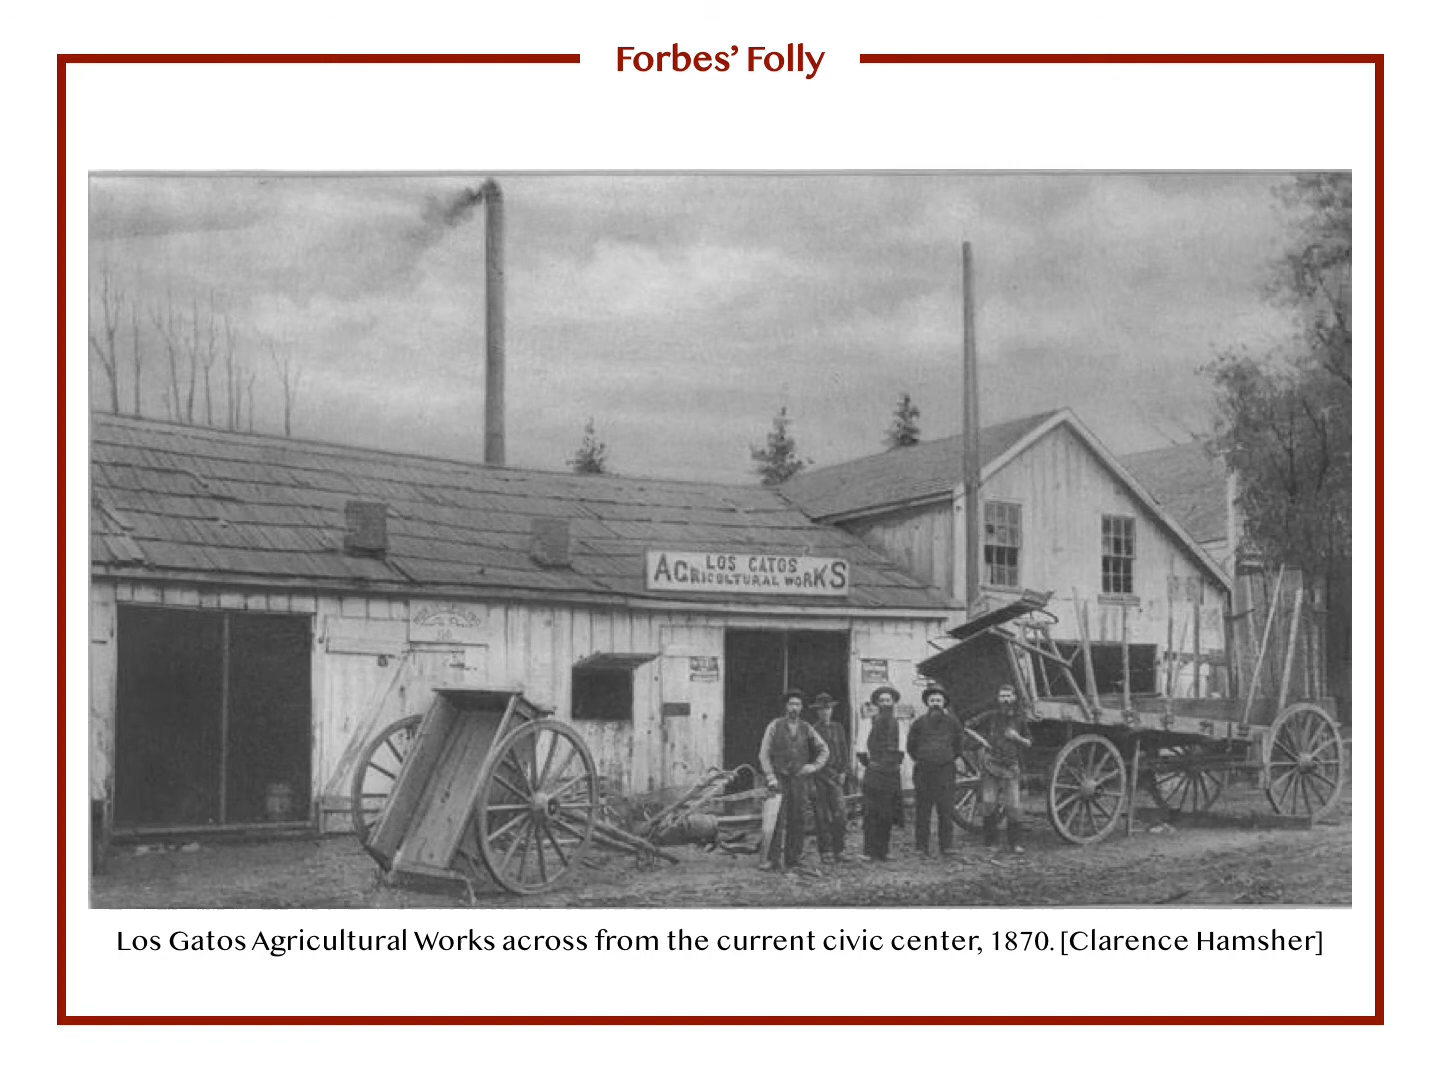 Forbes’ Folly
LOS GATOS
AGRICULTURAL WORKS
Los Gatos Agricultural Works across from the current civic center, 1870. [Clarence Hamsher]